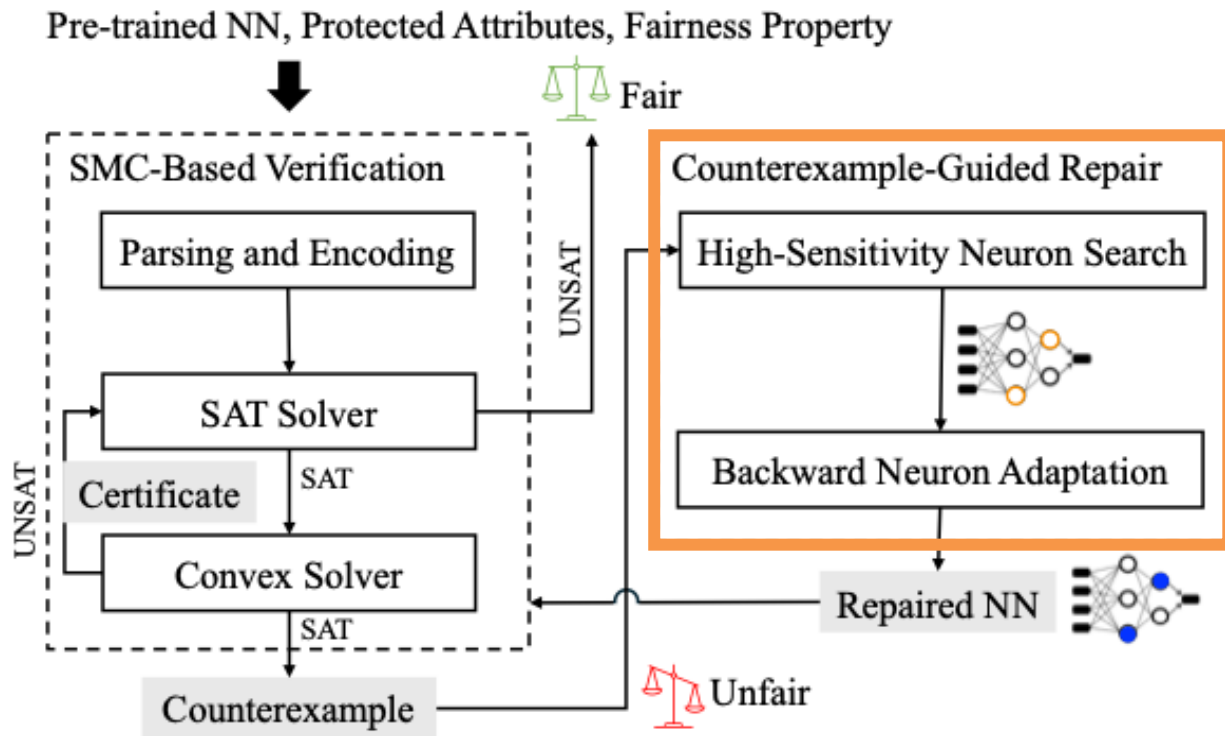 Pre-trained NN, Protected Attributes, Fairness Property
Fair
SMC-Based Verification
Parsing and Encoding
UNSAT
SAT Solver
Certificate
SAT
UNSAT
Convex Solver
SAT
Counterexample
Unfair
Counterexample-Guided Repair
High-Sensitivity Neuron Search
Backward Neuron Adaptation
Repaired NN